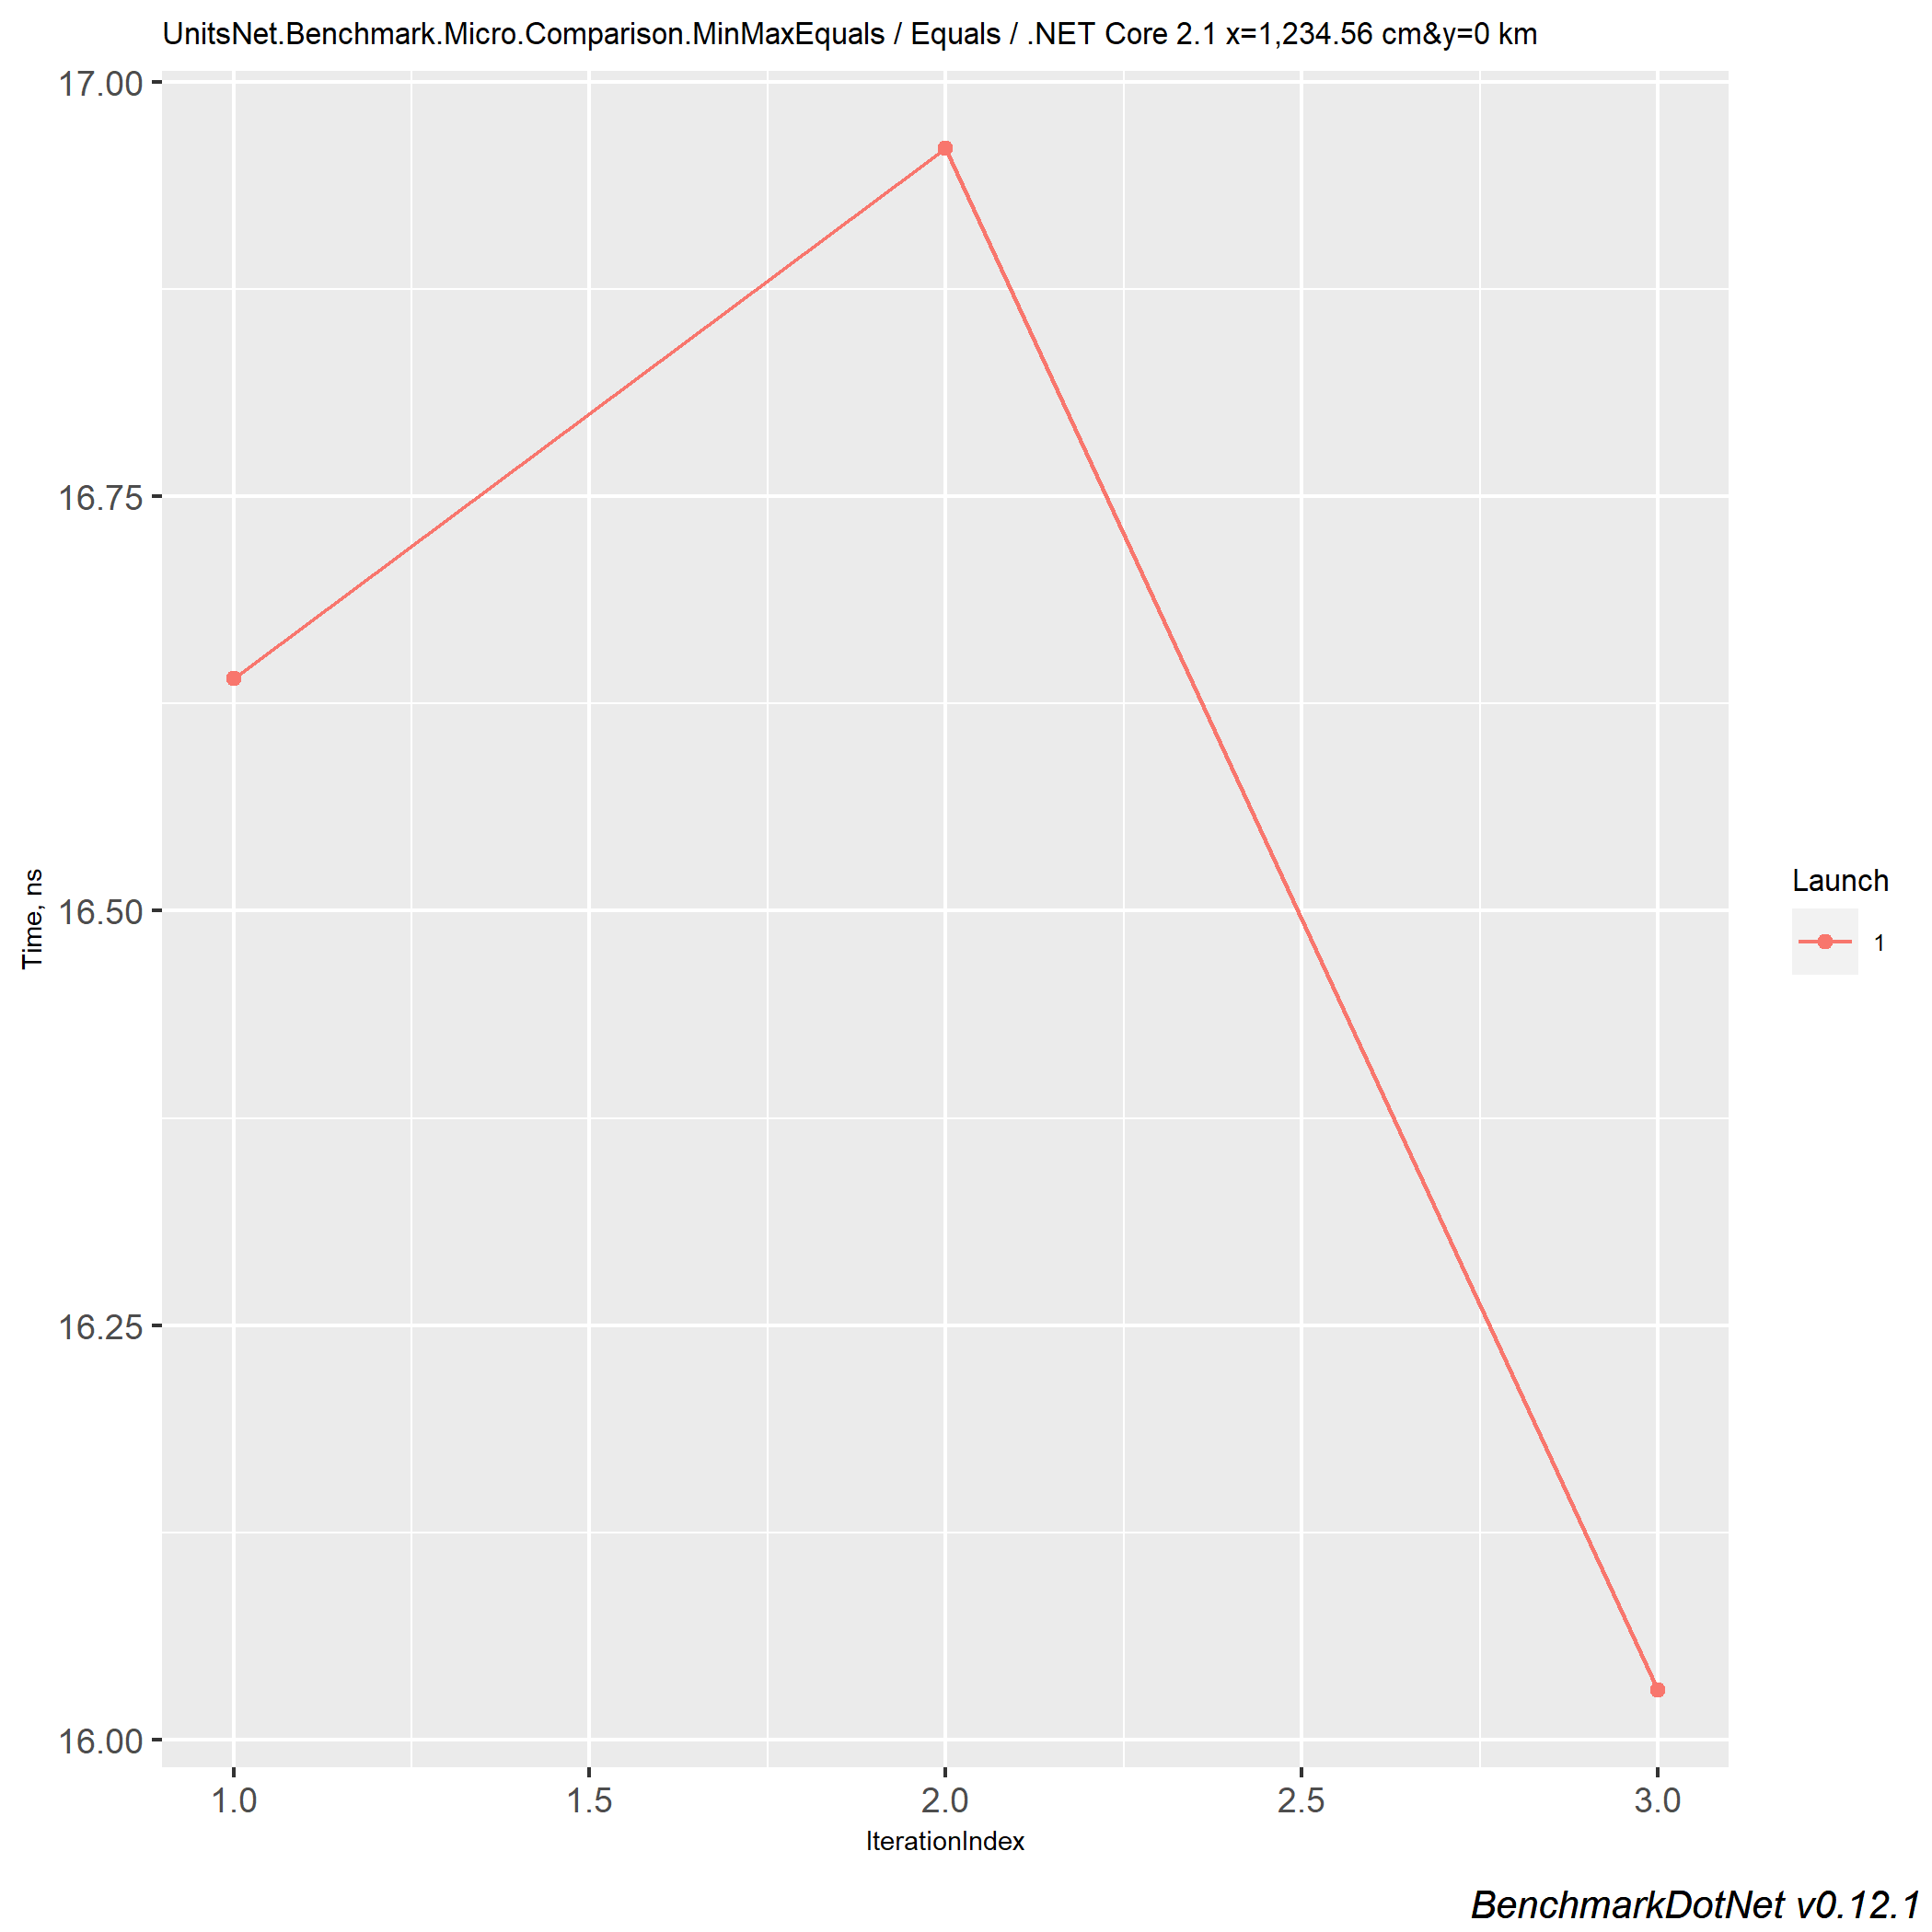 UnitsNet.Benchmark.Micro.Comparison.MinMaxEquals / Equals / .NET Core 2.1 x=1,234.56 cm&y=0 km
17.00
16.75
16.50
16.25
16.00
Time, ns
1.0 1.5 2.0 2.5 3.0
IterationIndex
Launch
1
BenchmarkDotNet v0.12.1